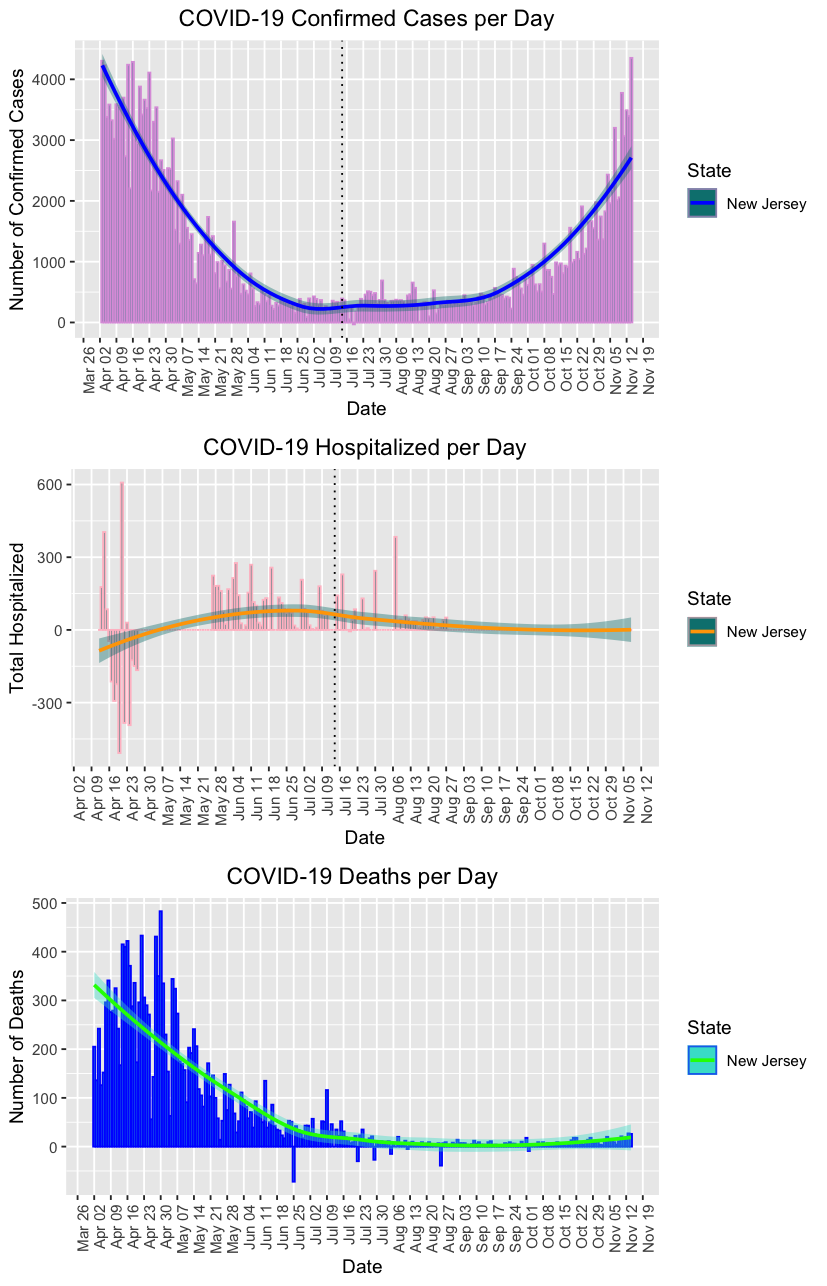 COVID-19 Confirmed Cases per Day
Number of Confirmed Cases
4000
3000
2000
1000
0
Mar 26
Apr 02
Apr 09
Apr 16
Apr 23
Apr 30
May 07
May 14
May 21
May 28
Jun 04
Jun 11
Jun 18
Jun 25
Jul 02
Jul 09
Jul 16
Jul 23
Jul 30
Aug 06
Aug 13
Aug 20
Aug 27
Sep 03
Sep 10
Sep 17
Sep 24
Oct 01
Oct 08
Oct 15
Oct 22
Oct 29
Nov 05
Nov 12
Nov 19
Date
State
New Jersey
COVID-19 Hospitalized per Day
Total Hospitalized
600
300
0
-300
Apr 02
Apr 09
Apr 16
Apr 23
Apr 30
May 07
May 14
May 21
May 28
Jun 04
Jun 11
Jun 18
Jun 25
Jul 02
Jul 09
Jul 16
Jul 23
Jul 30
Aug 06
Aug 13
Aug 20
Aug 27
Sep 03
Sep 10
Sep 17
Sep 24
Oct 01
Oct 08
Oct 15
Oct 22
Oct 29
Nov 05
Nov 12
Date
State
New Jersey
COVID-19 Deaths per Day
Number of Deaths
500
400
300
200
100
0
Mar 26
Apr 02
Apr 09
Apr 16
Apr 23
Apr 30
May 07
May 14
May 21
May 28
Jun 04
Jun 11
Jun 18
Jun 25
Jul 02
Jul 09
Jul 16
Jul 23
Jul 30
Aug 06
Aug 13
Aug 20
Aug 27
Sep 03
Sep 10
Sep 17
Sep 24
Oct 01
Oct 08
Oct 15
Oct 22
Oct 29
Nov 05
Nov 12
Nov 19
Date
State
New Jersey